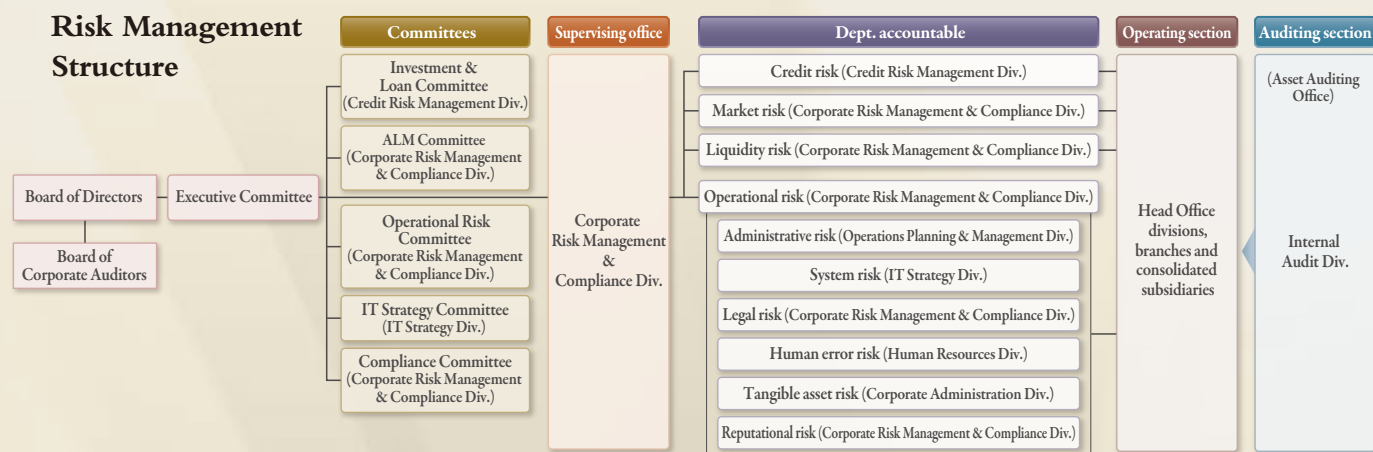 Risk Management
Structure
Committees
Supervising office
Dept. accountable
Operating section
Auditing section
Board of Directors
Board of
Corporate Auditors
Executive Committee
Investment &
Loan Committee
(Credit Risk Management Div.)
ALM Committee
(Corporate Risk Management
& Compliance Div.)
Operational Risk
Committee
(Corporate Risk Management
& Compliance Div.)
IT Strategy Committee
(IT Strategy Div.)
Compliance Committee
(Corporate Risk Management
& Compliance Div.)
Corporate
Risk Management
&
Compliance Div.
Credit risk (Credit Risk Management Div.)
Market risk (Corporate Risk Management & Compliance Div.)
Liquidity risk (Corporate Risk Management & Compliance Div.)
Operational risk (Corporate Risk Management & Compliance Div.)
Administrative risk (Operations Planning & Management Div.)
System risk (IT Strategy Div.)
Legal risk (Corporate Risk Management & Compliance Div.)
Human error risk (Human Resources Div.)
Tangible asset risk (Corporate Administration Div.)
Reputational risk (Corporate Risk Management & Compliance Div.)
Head Office
divisions,
branches and
consolidated
subsidiaries
(Asset Auditing
Office)
Internal
Audit Div.